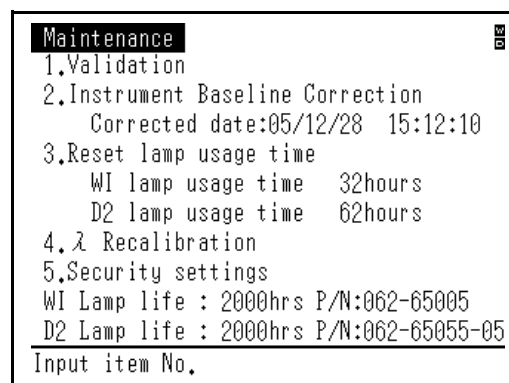 Maintenance
W
D
1.Validation
2.Instrument Baseline Correction
Corrected date:05/12/28 15:12:10
3.Reset lamp usage time
WI lamp usage time 32hours
D2 lamp usage time 62hours
4.λ Recalibration
5.Security settings
WI Lamp life : 2000hrs P/N:062-65005
D2 Lamp life : 2000hrs P/N:062-65055-05
Input item No.